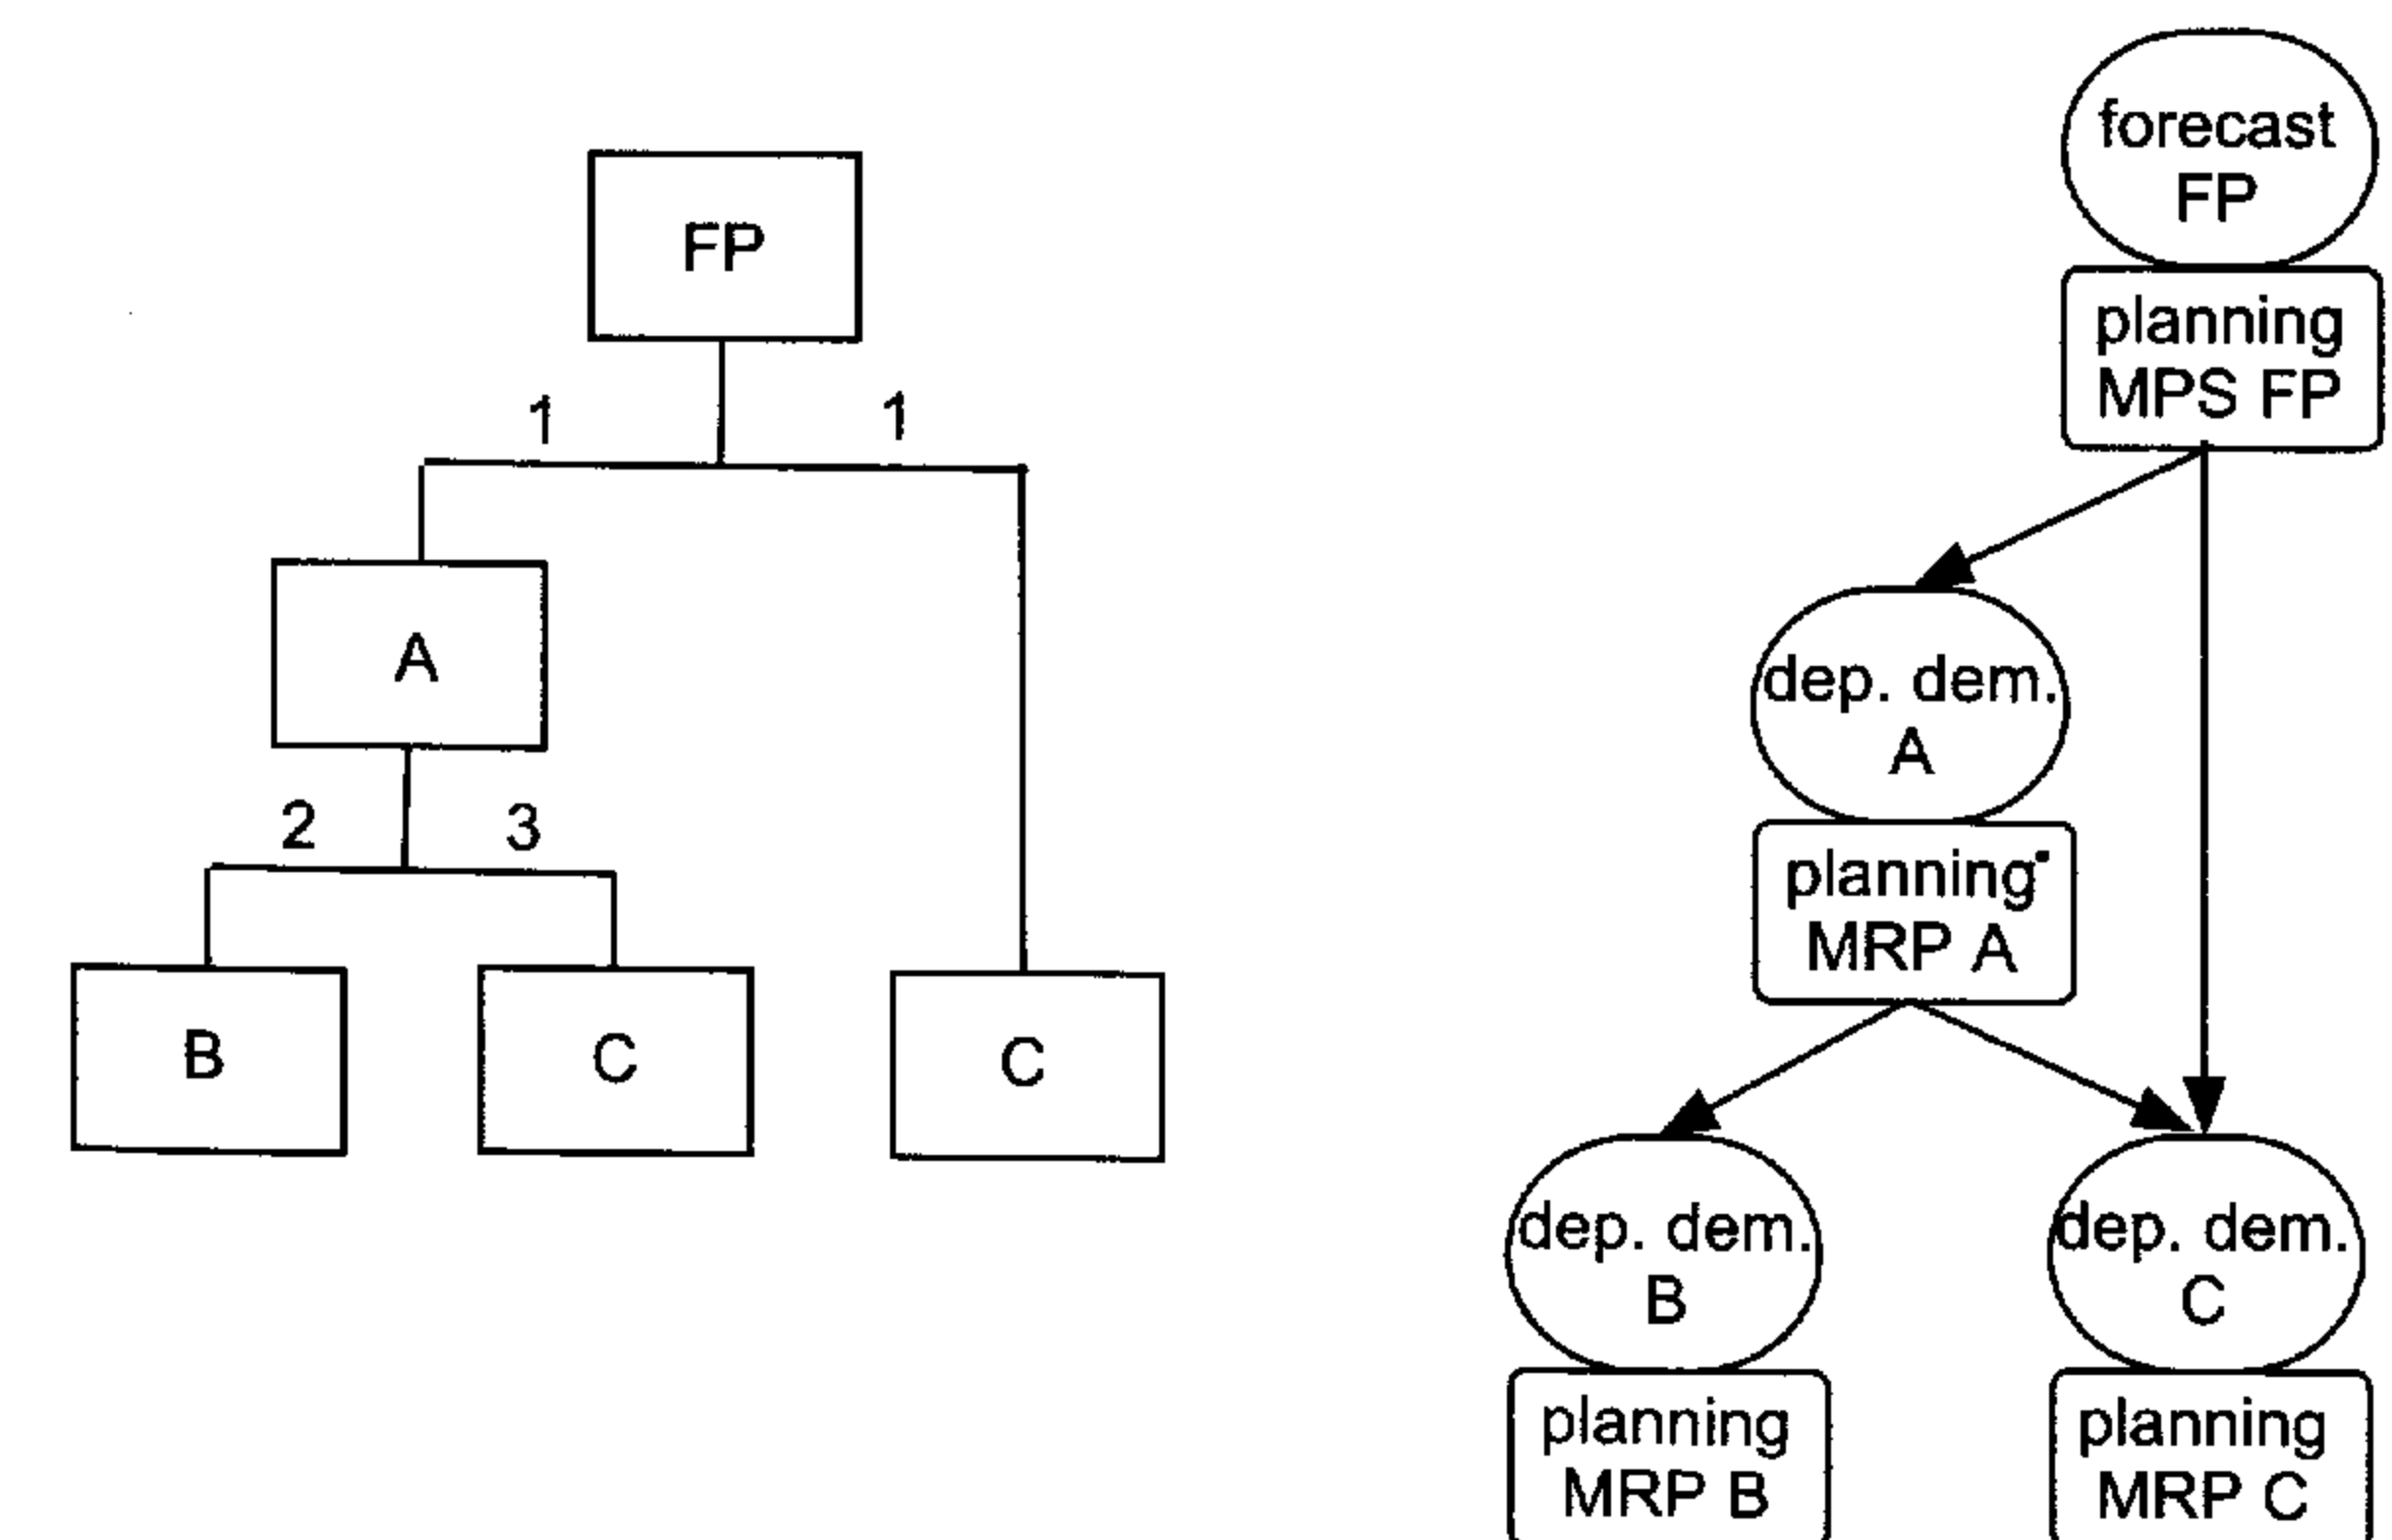 FP
1
1
A
2
3
B
C
C
forecast
FP
planning
MPS FP
dep. dem.
A
planning
MRP A
dep. dem.
B
planning
MRP B
dep. dem.
C
planning
MRP C